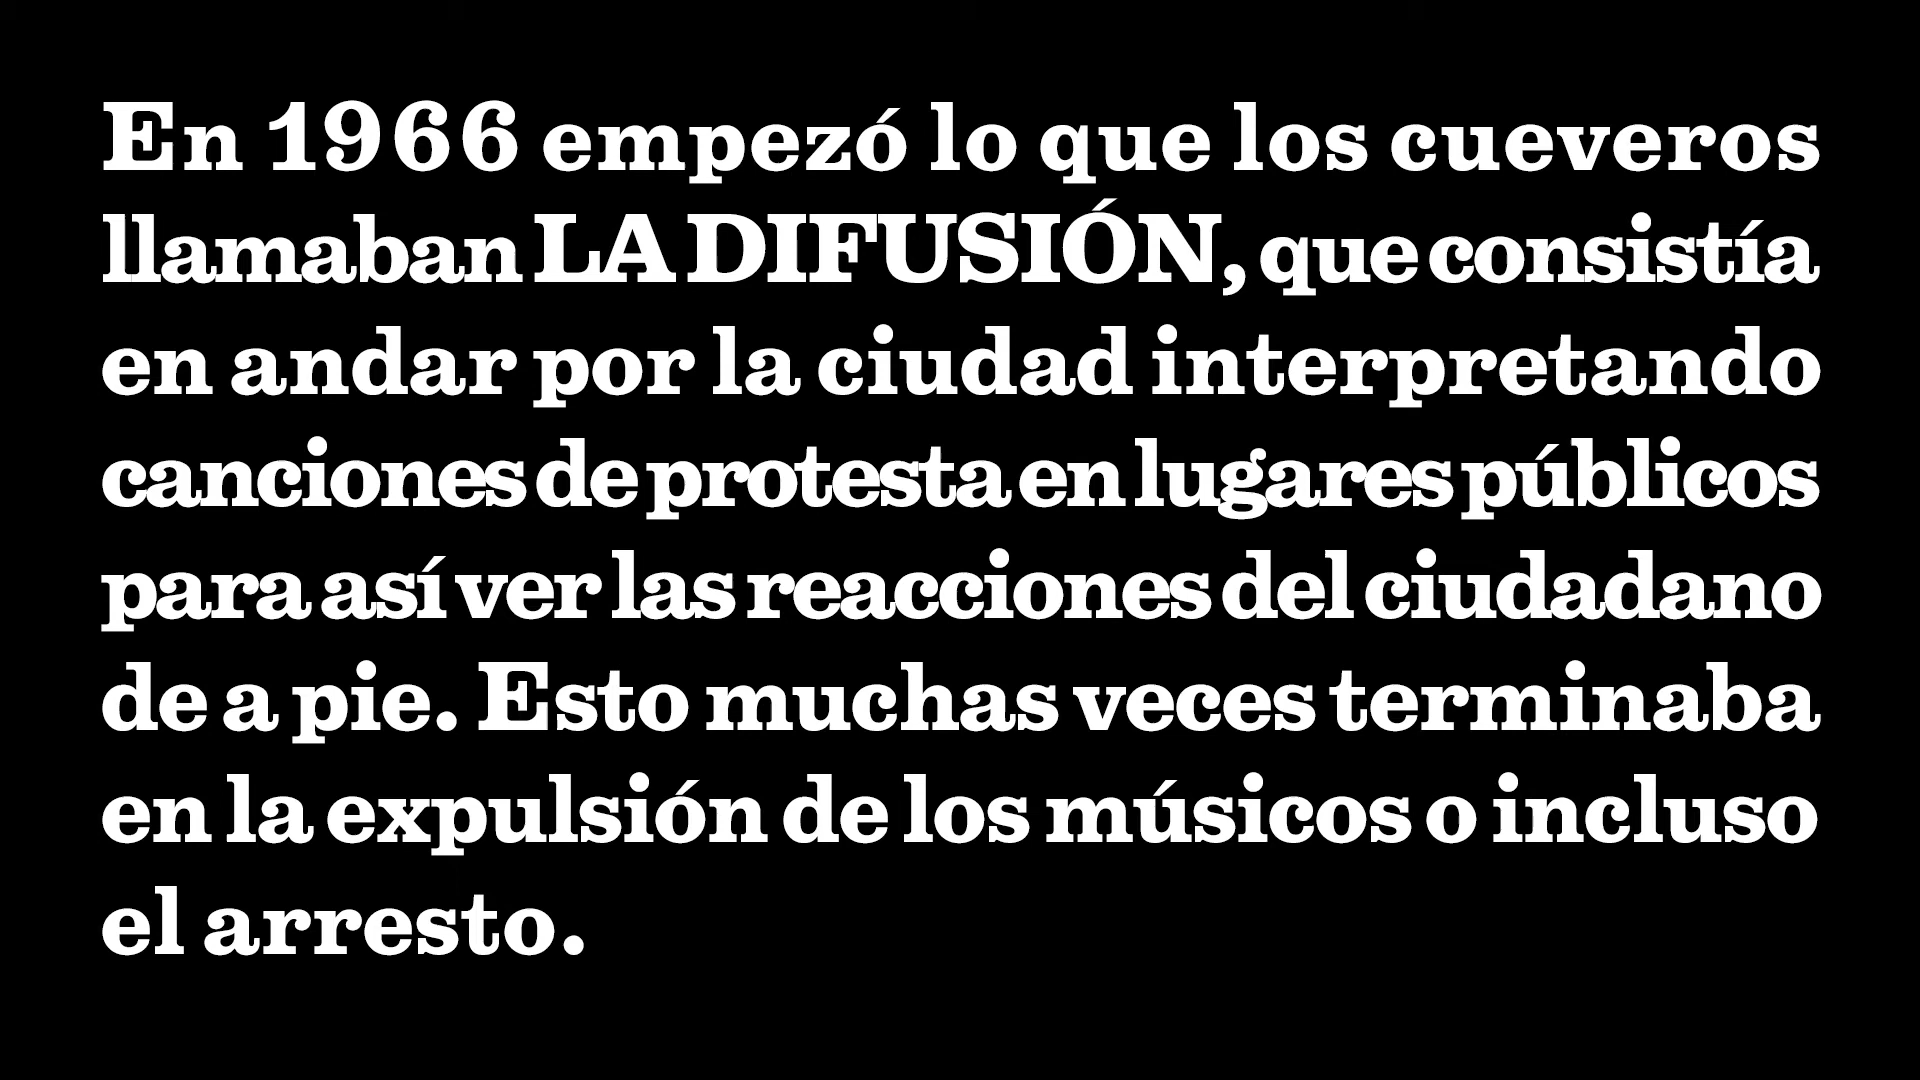 En 1966 empezó lo que los cueveros
llamaban LA DIFUSIÓN, que consistía
en andar por la ciudad interpretando
canciones de protesta en lugares públicos
para así ver las reacciones del ciudadano
de a pie. Esto muchas veces terminaba
en la expulsión de los músicos o incluso
el arresto.